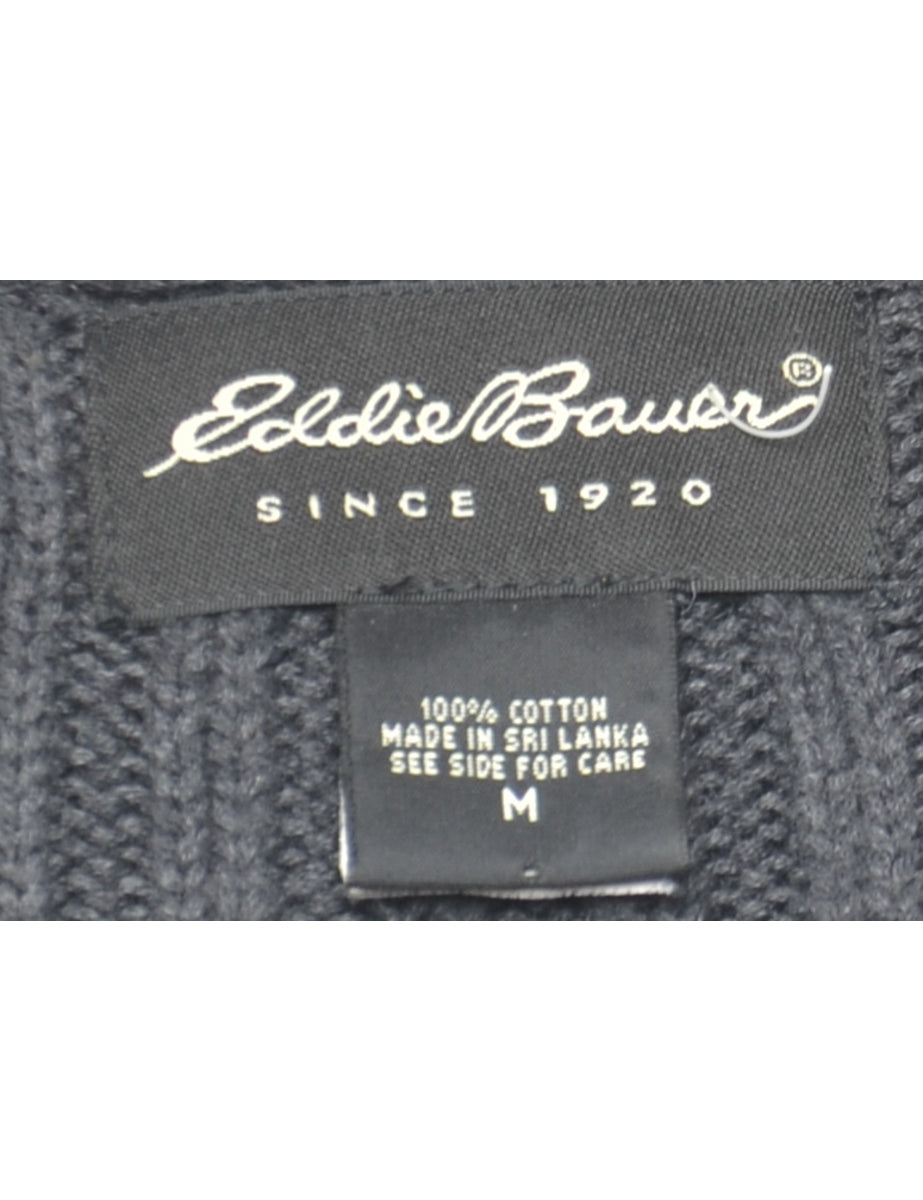 Eddie Bauer®
SINCE 1920
100% COTTON
MADE IN SRI LANKA
SEE SIDE FOR CARE
M